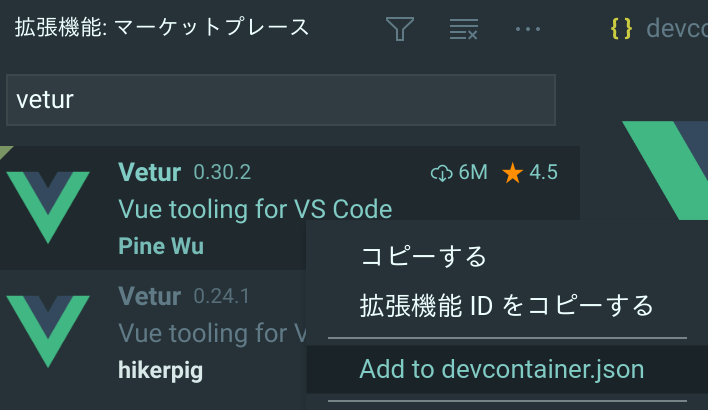 拡張機能: マーケットプレース
{} devco
vetur
Vetur 0.30.2 6M ★ 4.5
Vue tooling for VS Code
Pine Wu
コピーする
Vetur 0.24.1
拡張機能 ID をコピーする
Vue tooling for V
hikerpig
Add to devcontainer.json